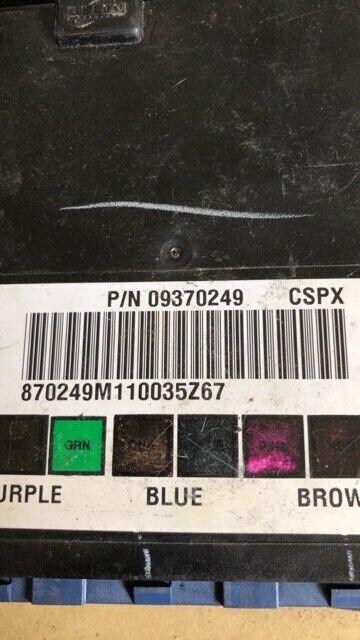 P/N 09370249 CSPX
870249M110035Z67
GRN
URPLE BLUE BROW